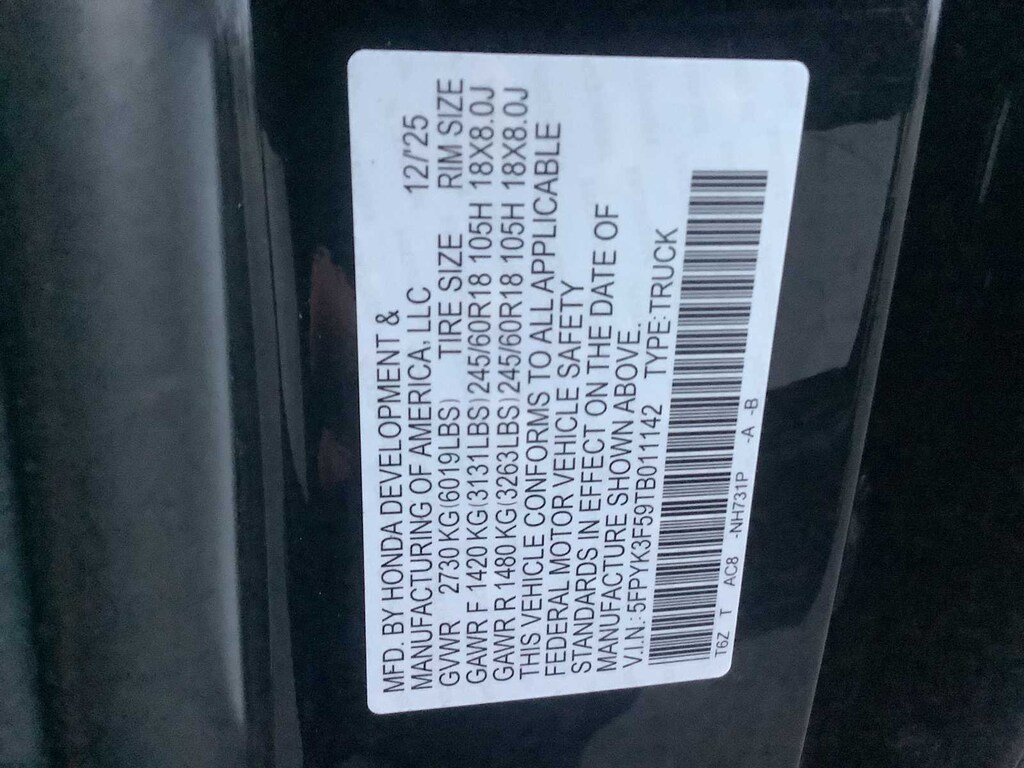 MFD. BY HONDA DEVELOPMENT &
MANUFACTURING OF AMERICA, LLC 12/'25
GVWR 2730 KG(6019LBS) TIRE SIZE RIM SIZE
GAWR F 1420 KG(3131LBS)245/60R18 105H 18X8.0J
GAWR R 1480 KG(3263LBS)245/60R18 105H 18X8.0J
THIS VEHICLE CONFORMS TO ALL APPLICABLE
FEDERAL MOTOR VEHICLE SAFETY
STANDARDS IN EFFECT ON THE DATE OF
MANUFACTURE SHOWN ABOVE.
V.I.N.:5FPYK3F59TB011142 TYPE:TRUCK
T6Z T AC8 -NH731P -A -B